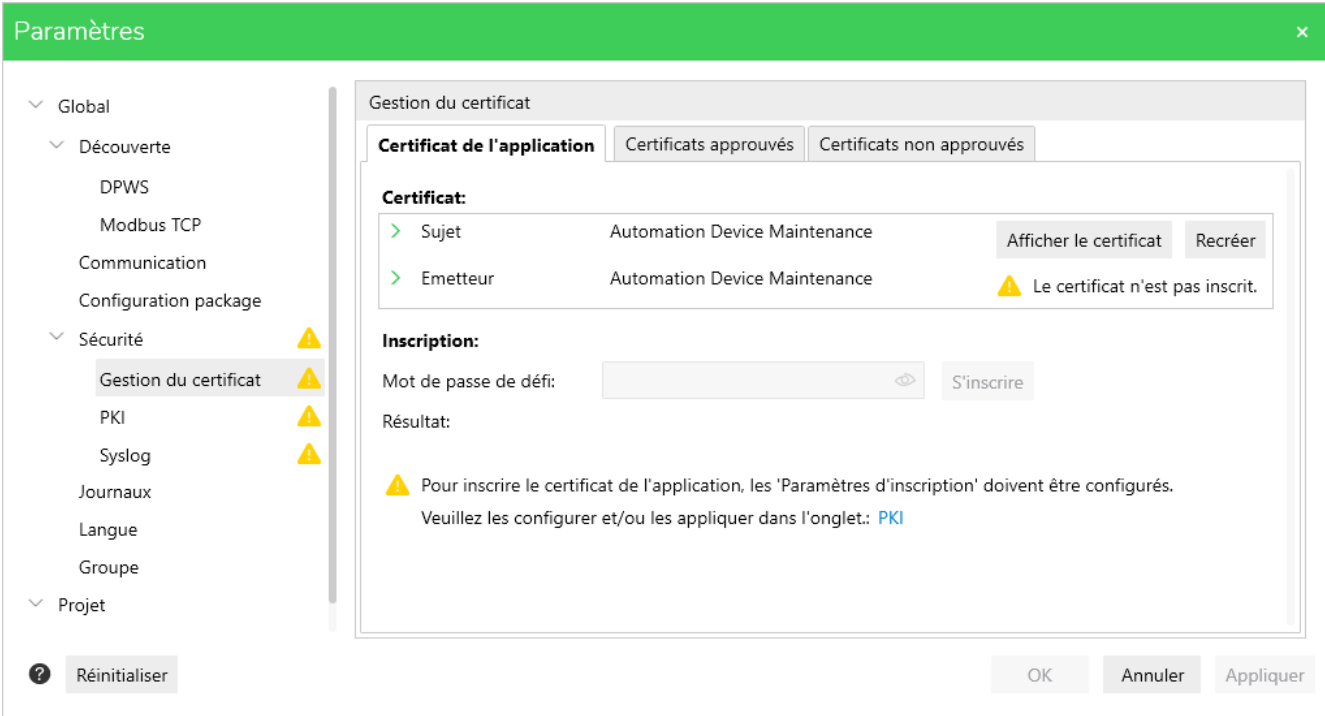 Paramètres
Global
Découverte
DPWS
Modbus TCP
Communication
Configuration package
Sécurité
Gestion du certificat
PKI
Syslog
Journaux
Langue
Groupe
Projet
Gestion du certificat
Certificat de l'application Certificats approuvés Certificats non approuvés
Certificat:
Sujet Automation Device Maintenance Afficher le certificat Recréer
Emetteur Automation Device Maintenance Le certificat n'est pas inscrit.
Inscription:
Mot de passe de défi: S'inscrire
Résultat:
Pour inscrire le certificat de l'application, les 'Paramètres d'inscription' doivent être configurés.
Veuillez les configurer et/ou les appliquer dans l'onglet.: PKI
Réinitialiser OK Annuler Appliquer